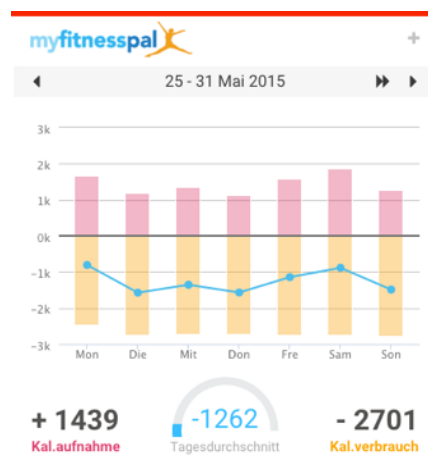 myfitnesspal
25 - 31 Mai 2015
3k
2k
1k
0k
-1k
-2k
-3k
Mon Die Mit Don Fre Sam Son
+ 1439 -1262 - 2701
Kal.aufnahme Tagesdurchschnitt Kal.verbrauch